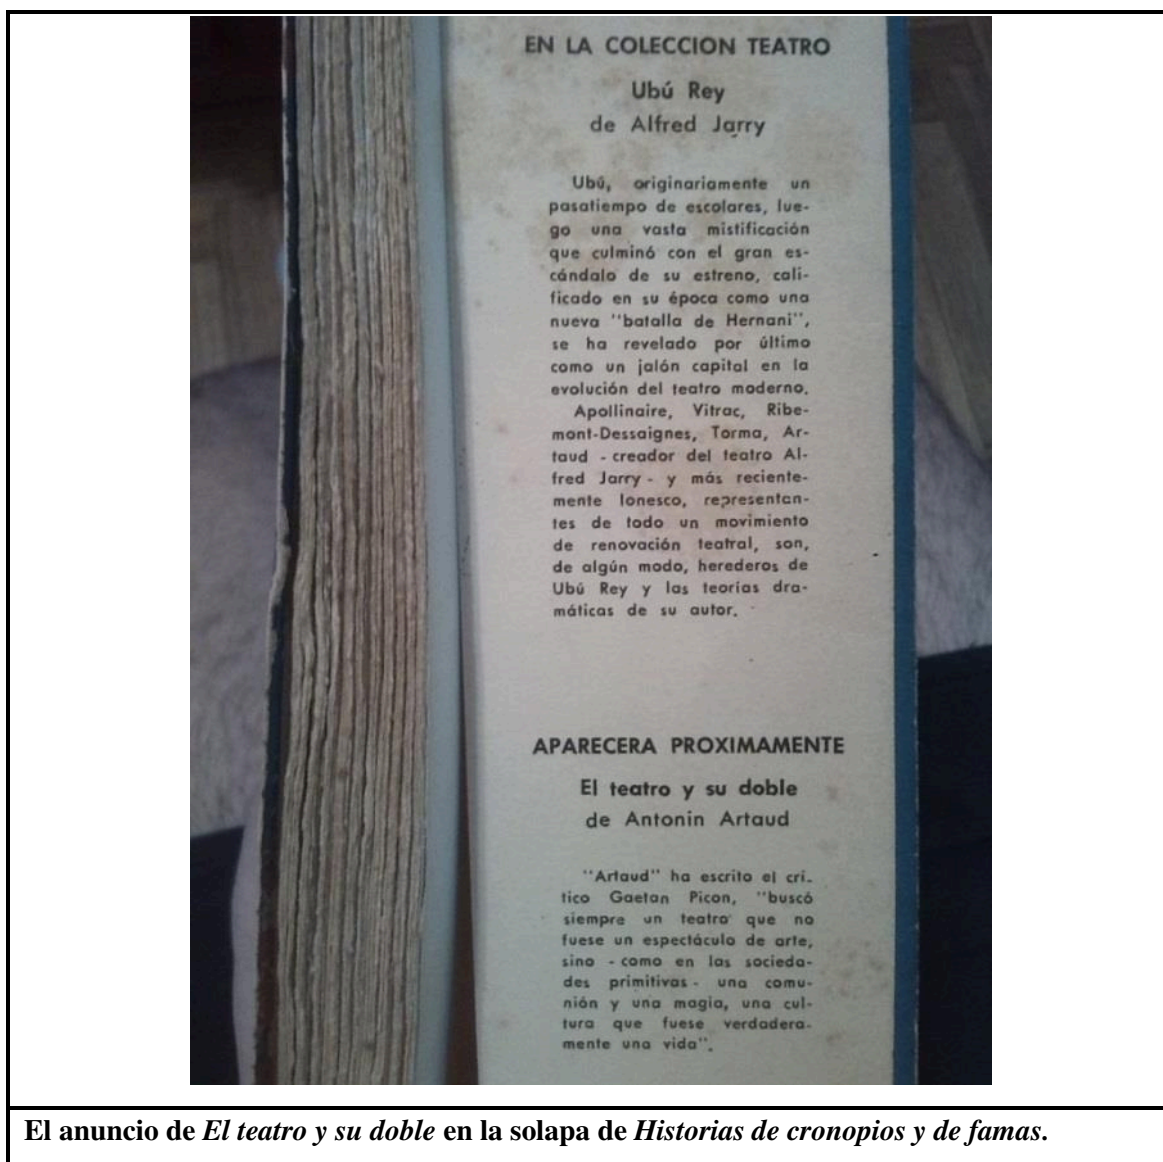 EN LA COLECCION TEATRO
Ubú Rey
de Alfred Jarry
Ubú, originariamente un
pasatiempo de escolares, lue-
go una vasta mistificación
que culminó con el gran es-
cándalo de su estreno, cali-
ficado en su época como una
nueva "batalla de Hernani",
se ha revelado por último
como un jalón capital en la
evolución del teatro moderno.
Apollinaire, Vitrac, Ribe-
mont-Dessaignes, Torma, Ar-
taud - creador del teatro Al-
fred Jarry - y más reciente-
mente Ionesco, representan-
tes de todo un movimiento
de renovación teatral, son,
de algún modo, herederos de
Ubú Rey y las teorías dra-
máticas de su autor.
APARECERA PROXIMAMENTE
El teatro y su doble
de Antonin Artaud
"Artaud" ha escrito el crí-
tico Gaetan Picon, "buscó
siempre un teatro que no
fuese un espectáculo de arte,
sino - como en las socieda-
des primitivas - una comu-
nión y una magia, una cul-
tura que fuese verdadera-
mente una vida".
El anuncio de El teatro y su doble en la solapa de Historias de cronopios y de famas.